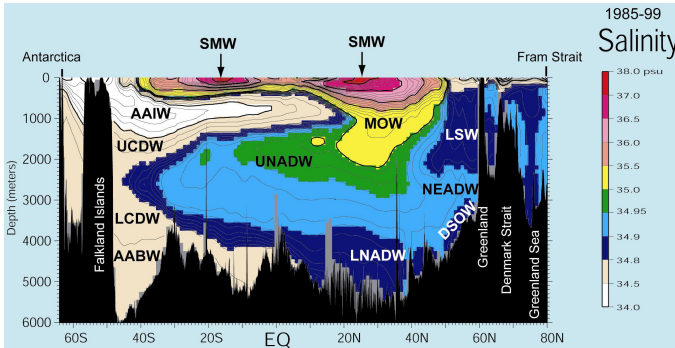 1985-99
Salinity
SMW
SMW
Antarctica
Fram Strait
0
1000
2000
3000
4000
5000
6000
Depth (meters)
AAIW
MOW
LSW
UCDW
UNADW
NEADW
LCDW
DSOW
AABW
LNADW
Falkland Islands
Greenland
Denmark Strait
Greenland Sea
60S
40S
20S
EQ
20N
40N
60N
80N
38.0 psu
37.0
36.5
36.0
35.5
35.0
34.95
34.9
34.8
34.5
34.0